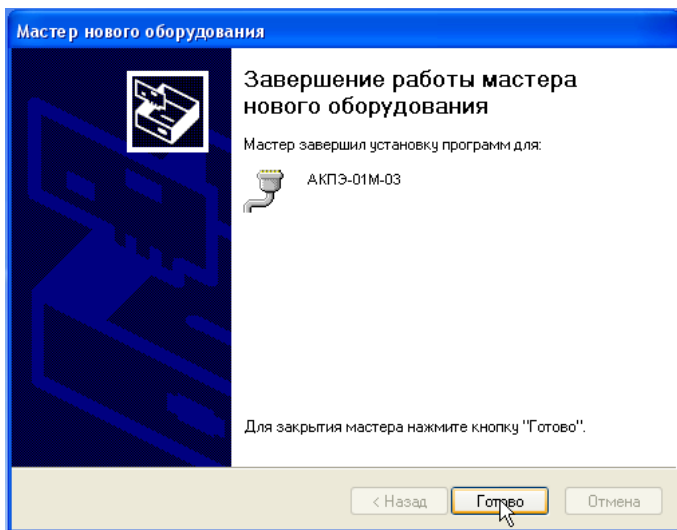 Мастер нового оборудования
Завершение работы мастера
нового оборудования
Мастер завершил установку программ для:
АКПЭ-01М-03
Для закрытия мастера нажмите кнопку "Готово".
< Назад
Готово
Отмена